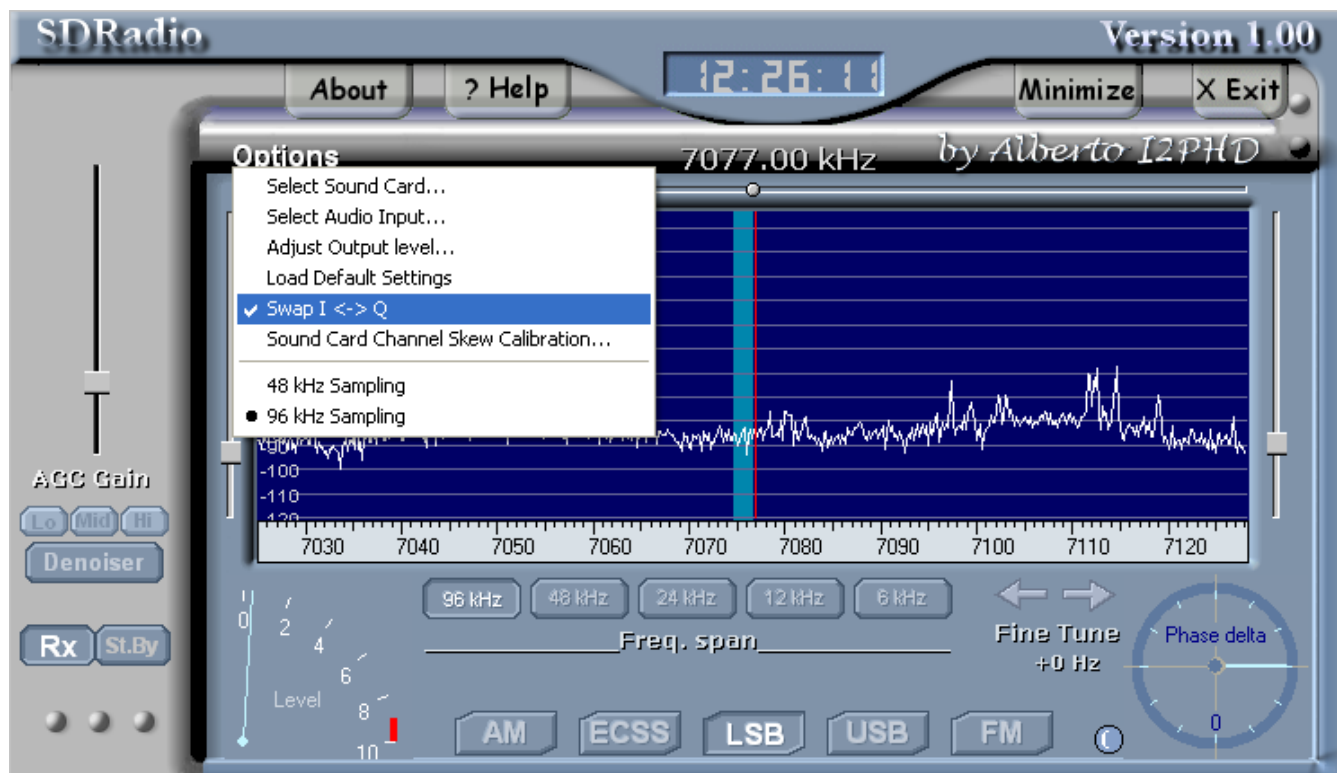 SDRadio
Version 1.00
12:26:11
About
? Help
Minimize
X Exit
Options
7077.00 kHz
by Alberto I2PHD
Select Sound Card...
Select Audio Input...
Adjust Output level...
Load Default Settings
Swap I <-> Q
Sound Card Channel Skew Calibration...
48 kHz Sampling
96 kHz Sampling
-90
-100
-110
-120
7030 7040 7050 7060 7070 7080 7090 7100 7110 7120
AGC Gain
Lo Mid Hi
Denoiser
Rx St.By
96 kHz 48 kHz 24 kHz 12 kHz 6 kHz
Freq. span
Fine Tune
+0 Hz
Phase delta
0
0 2 4 6 8 10
Level
AM ECSS LSB USB FM
C